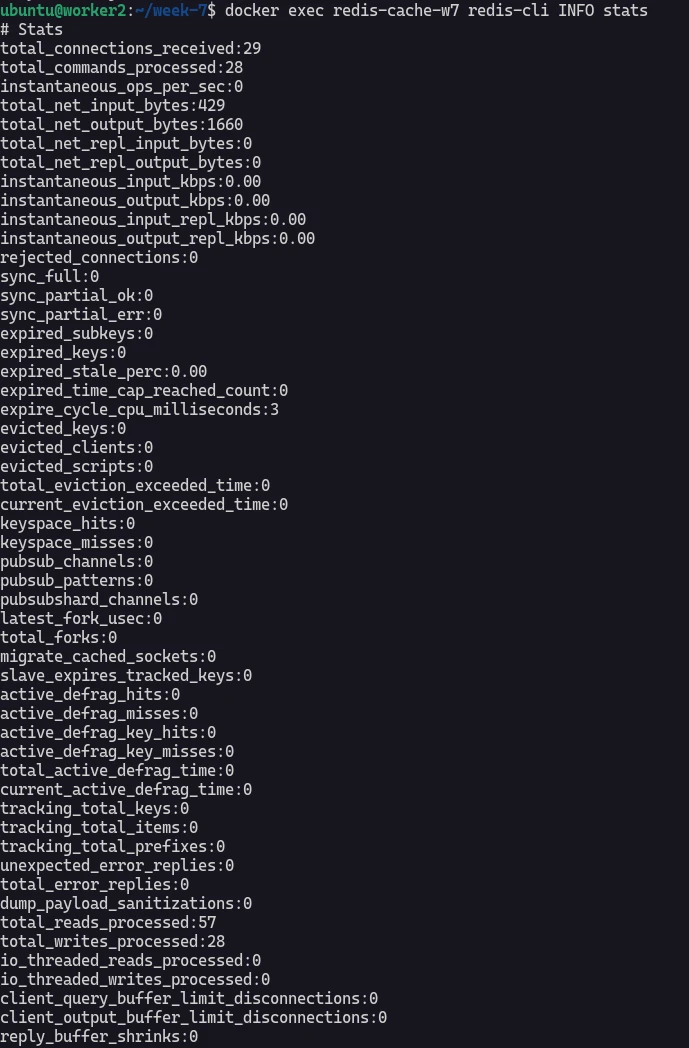 ubuntu@worker2:~/week-7$ docker exec redis-cache-w7 redis-cli INFO stats
# Stats
total_connections_received:29
total_commands_processed:28
instantaneous_ops_per_sec:0
total_net_input_bytes:429
total_net_output_bytes:1660
total_net_repl_input_bytes:0
total_net_repl_output_bytes:0
instantaneous_input_kbps:0.00
instantaneous_output_kbps:0.00
instantaneous_input_repl_kbps:0.00
instantaneous_output_repl_kbps:0.00
rejected_connections:0
sync_full:0
sync_partial_ok:0
sync_partial_err:0
expired_subkeys:0
expired_keys:0
expired_stale_perc:0.00
expired_time_cap_reached_count:0
expire_cycle_cpu_milliseconds:3
evicted_keys:0
evicted_clients:0
evicted_scripts:0
total_eviction_exceeded_time:0
current_eviction_exceeded_time:0
keyspace_hits:0
keyspace_misses:0
pubsub_channels:0
pubsub_patterns:0
pubsubshard_channels:0
latest_fork_usec:0
total_forks:0
migrate_cached_sockets:0
slave_expires_tracked_keys:0
active_defrag_hits:0
active_defrag_misses:0
active_defrag_key_hits:0
active_defrag_key_misses:0
total_active_defrag_time:0
current_active_defrag_time:0
tracking_total_keys:0
tracking_total_items:0
tracking_total_prefixes:0
unexpected_error_replies:0
total_error_replies:0
dump_payload_sanitizations:0
total_reads_processed:57
total_writes_processed:28
io_threaded_reads_processed:0
io_threaded_writes_processed:0
client_query_buffer_limit_disconnections:0
client_output_buffer_limit_disconnections:0
reply_buffer_shrinks:0